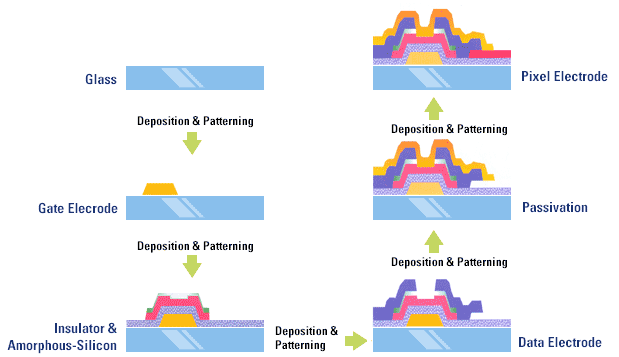 Glass
Deposition & Patterning
Gate Elecrode
Deposition & Patterning
Insulator &
Amorphous-Silicon
Deposition &
Patterning
Data Electrode
Deposition & Patterning
Passivation
Deposition & Patterning
Pixel Electrode